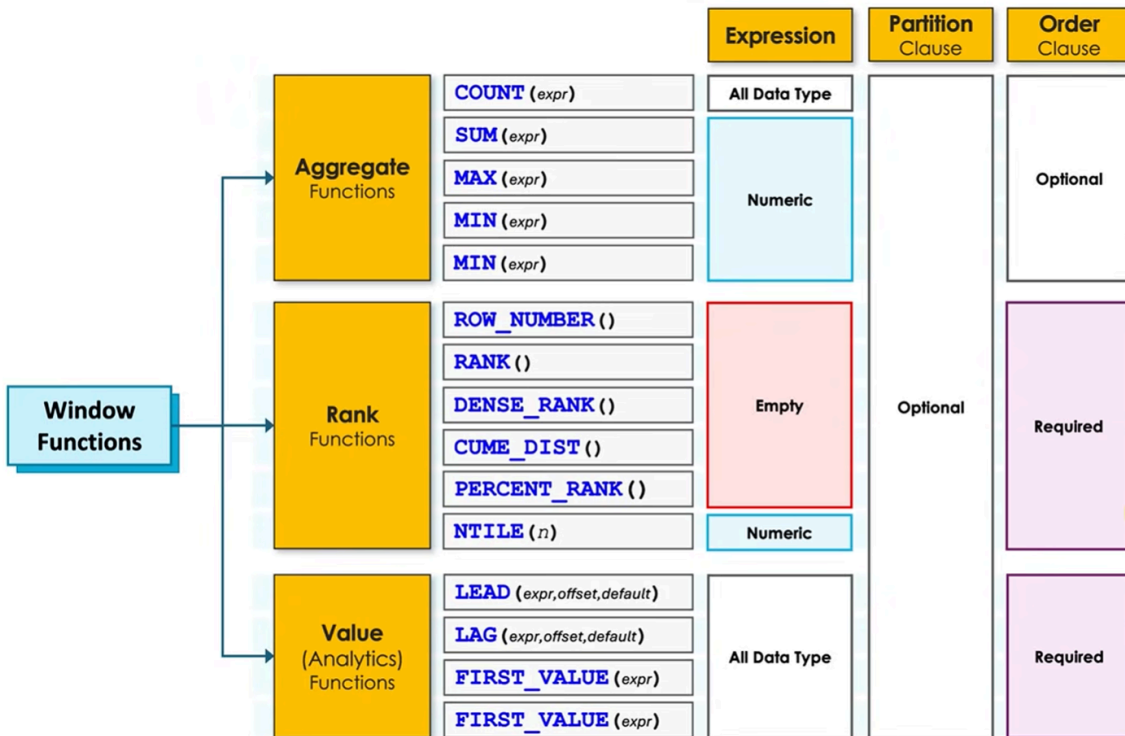 Expression
Partition
Clause
Order
Clause
Aggregate
Functions
COUNT (expr)
SUM (expr)
MAX (expr)
MIN (expr)
MIN (expr)
All Data Type
Numeric
Optional
Optional
Window
Functions
Rank
Functions
ROW_NUMBER ()
RANK ()
DENSE_RANK ()
CUME_DIST ()
PERCENT_RANK ()
NTILE (n)
Empty
Numeric
Required
Value
(Analytics)
Functions
LEAD (expr,offset,default)
LAG (expr,offset,default)
FIRST_VALUE (expr)
FIRST_VALUE (expr)
All Data Type
Required